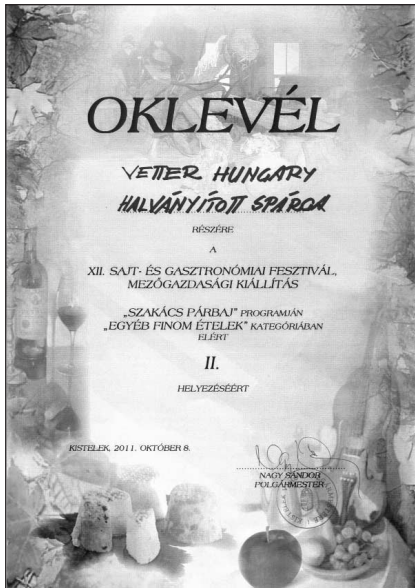 OKLEVÉL
VETTER HUNGARY
HALVÁNYÍTOTT SPÁRGA
RÉSZÉRE
A
XII. SAJT- ÉS GASZTRONÓMIAI FESZTIVÁL,
MEZŐGAZDASÁGI KIÁLLÍTÁS
„SZAKÁCS PÁRBAJ” PROGRAMJÁN
„EGYÉB FINOM ÉTELEK” KATEGÓRIÁBAN
ELÉRT
II.
HELYEZÉSÉÉRT
KISTELEK, 2011. OKTÓBER 8.
NAGY SÁNDOR
POLGÁRMESTER